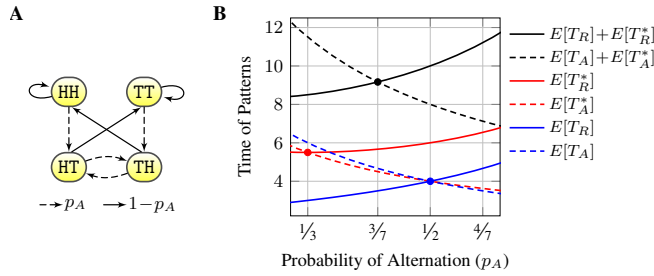 A
HH
TT
HT
TH
p_A
1−p_A
B
Time of Patterns
12
10
8
6
4
1/3
3/7
1/2
4/7
Probability of Alternation (p_A)
E[T_R]+E[T_R^*]
E[T_A]+E[T_A^*]
E[T_R^*]
E[T_A^*]
E[T_R]
E[T_A]